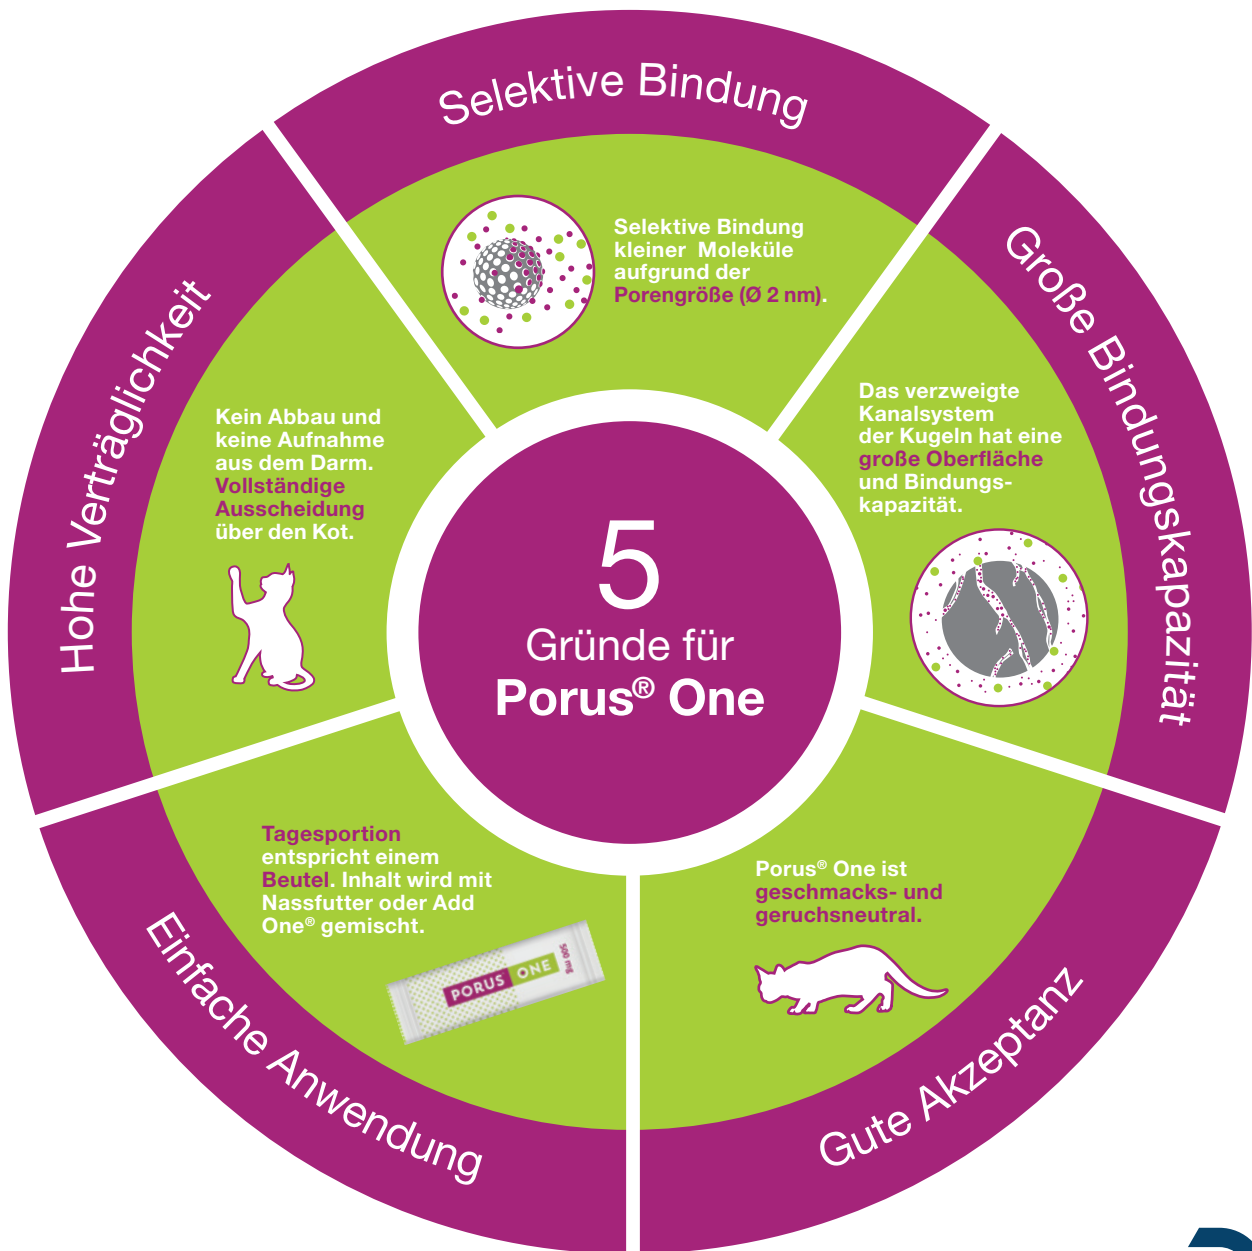 Selektive Bindung
Selektive Bindung
kleiner Moleküle
aufgrund der
Porengröße (Ø 2 nm).
Große Bindungskapazität
Das verzweigte
Kanalsystem
der Kugeln hat eine
große Oberfläche
und Bindungs-
kapazität.
Gute Akzeptanz
Porus® One ist
geschmacks- und
geruchsneutral.
Einfache Anwendung
Tagesportion
entspricht einem
Beutel. Inhalt wird mit
Nassfutter oder Add
One® gemischt.
PORUS ONE
500 mg
Hohe Verträglichkeit
Kein Abbau und
keine Aufnahme
aus dem Darm.
Vollständige
Ausscheidung
über den Kot.
5
Gründe für
Porus® One